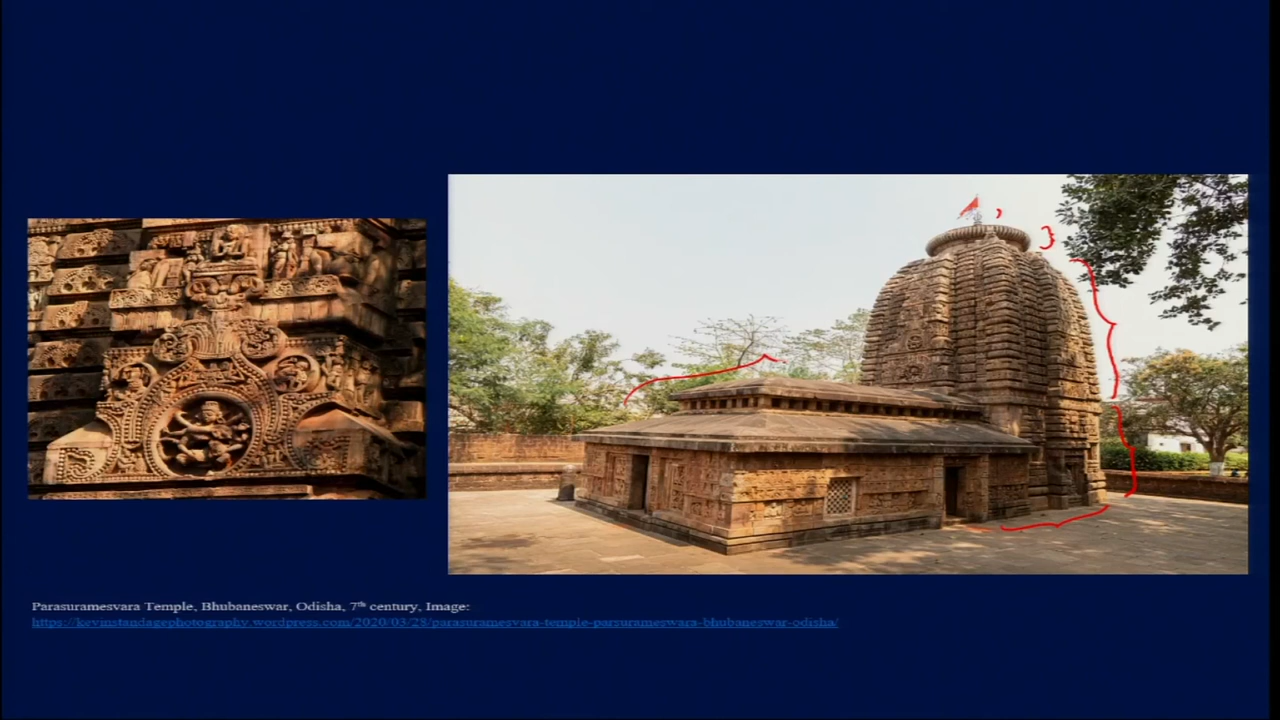 Parasuramesvara Temple, Bhubaneswar, Odisha, 7th century, Image:
https://kevinstandagephotography.wordpress.com/2020/03/28/parasuramesvara-temple-parsurameswara-bhubaneswar-odisha/